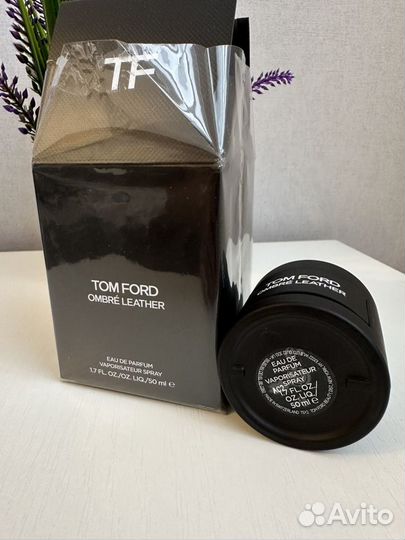 TF
TOM FORD
OMBRÉ LEATHER
EAU DE PARFUM
VAPORISATEUR SPRAY
1,7 FL. OZ./OZ. LIQ./50 ml ℮
TOM FORD
OMBRÉ LEATHER
EAU DE
PARFUM
VAPORISATEUR
SPRAY
1,7 FL. OZ./
OZ. LIQ./
50 ml ℮
Avito